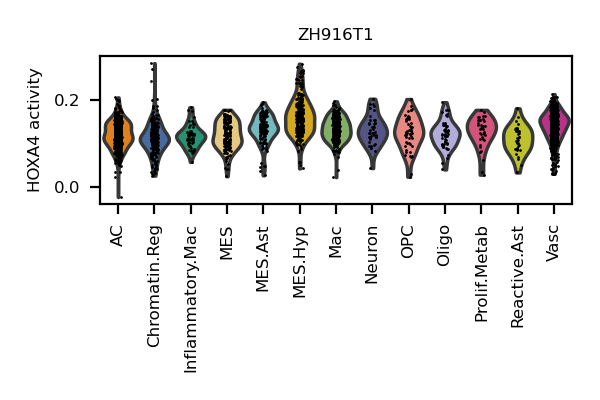 ZH916T1
HOXA4 activity
0.2
0.0
AC
Chromatin.Reg
Inflammatory.Mac
MES
MES.Ast
MES.Hyp
Mac
Neuron
OPC
Oligo
Prolif.Metab
Reactive.Ast
Vasc